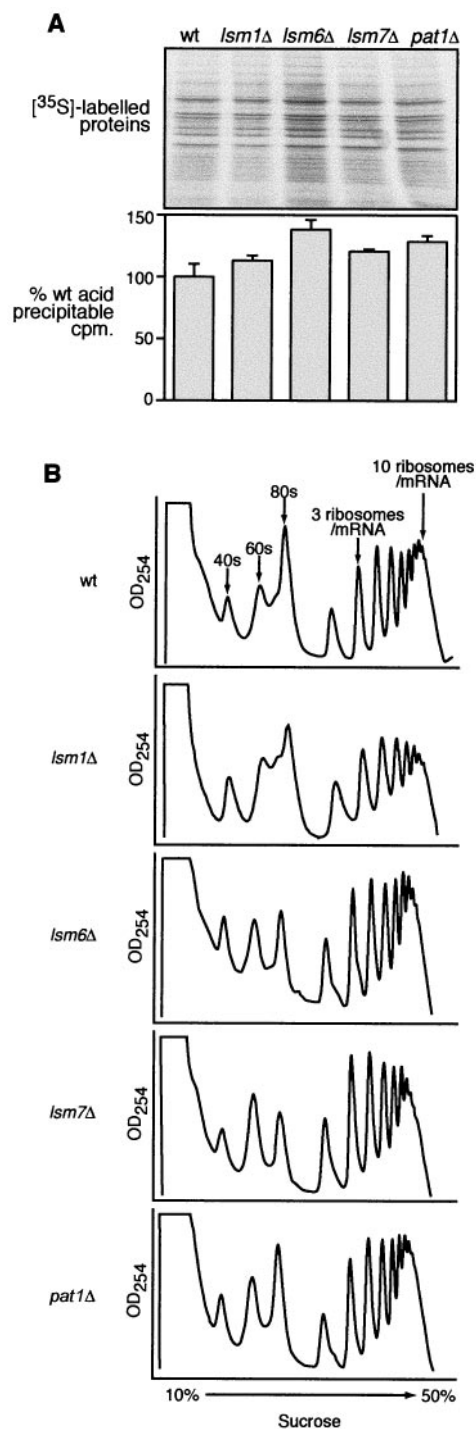 A
wt lsm1Δ lsm6Δ lsm7Δ pat1Δ
[³⁵S]-labelled
proteins
150
100
50
0
% wt acid
precipitable
cpm.
B
10 ribosomes
/mRNA
80s
3 ribosomes
/mRNA
60s
40s
wt
OD₂₅₄
lsm1Δ
OD₂₅₄
lsm6Δ
OD₂₅₄
lsm7Δ
OD₂₅₄
pat1Δ
OD₂₅₄
10% 50%
Sucrose